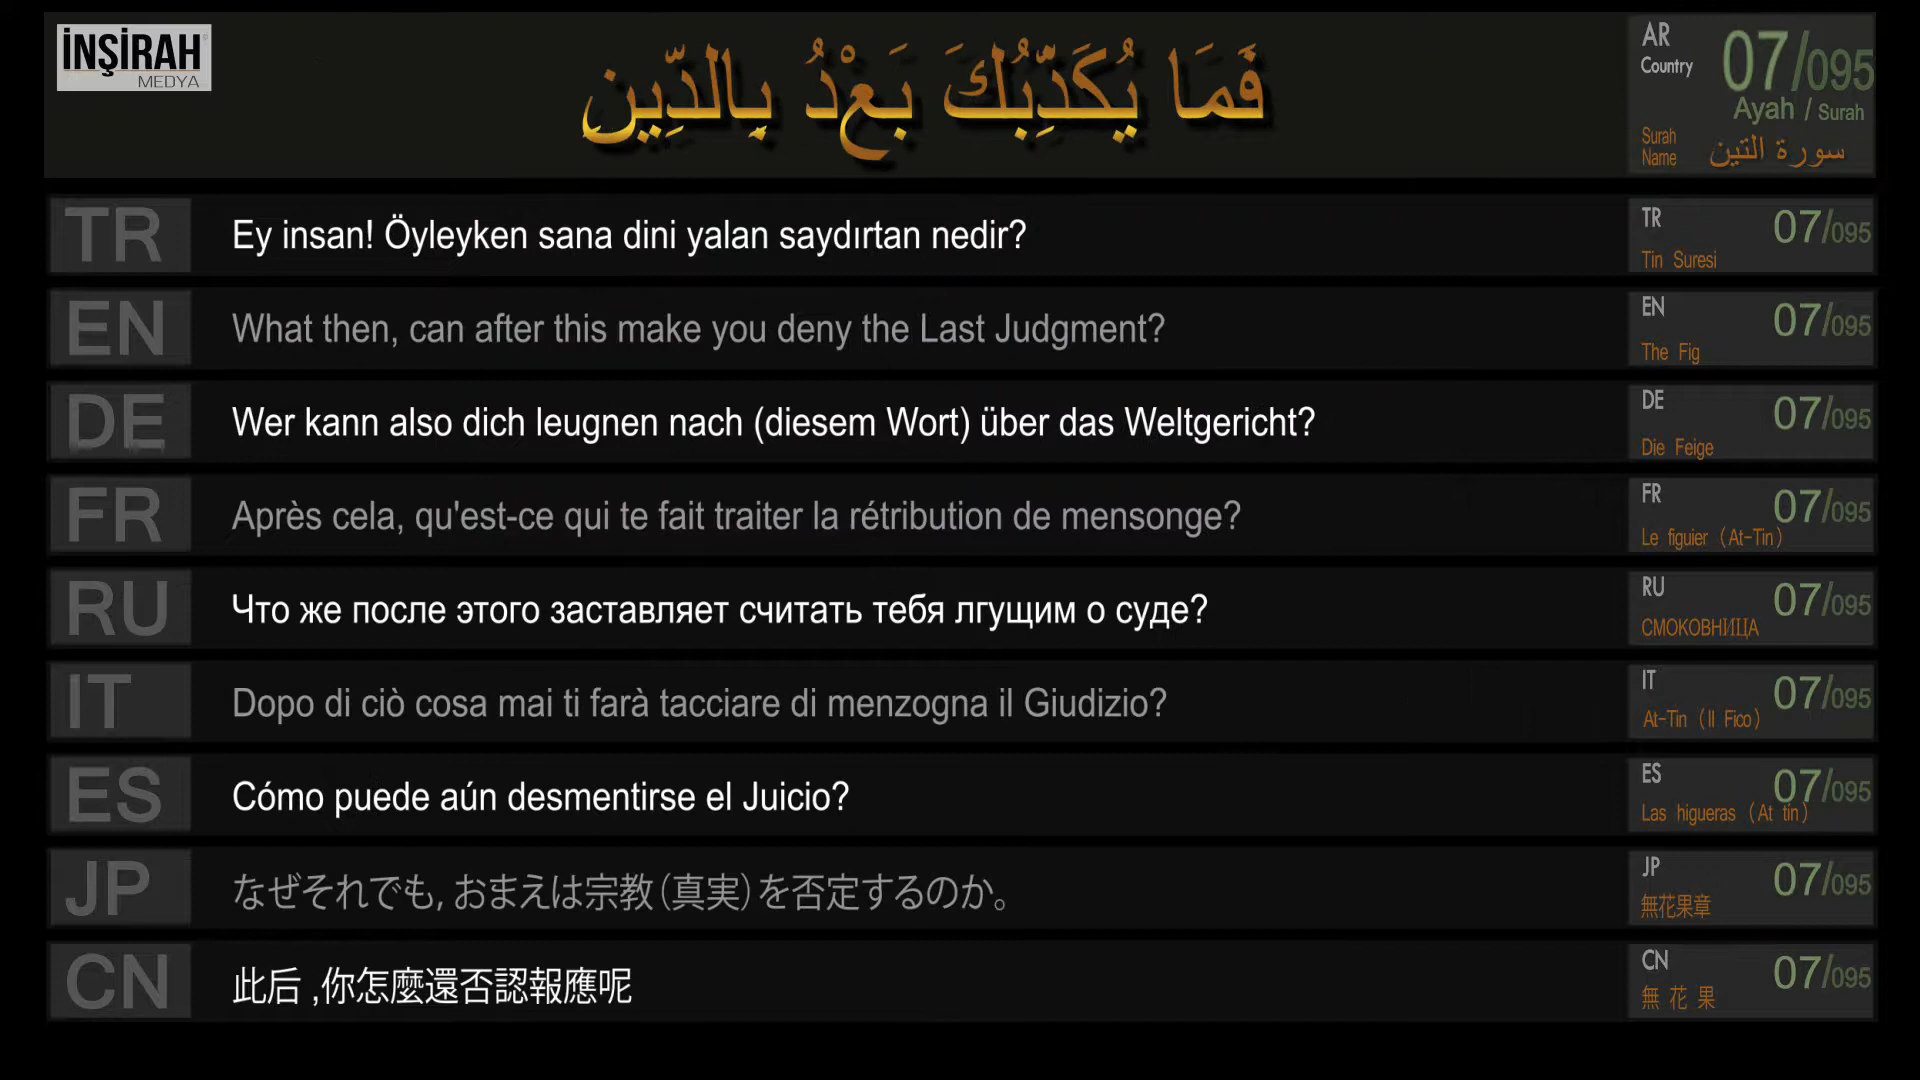 İNŞİRAH
MEDYA
فَمَا يُكَذِّبُكَ بَعْدُ بِالدِّينِ
AR
Country
07/095
Ayah / Surah
Surah
Name
سورة التين
TR
Ey insan! Öyleyken sana dini yalan saydırtan nedir?
TR
07/095
Tin Suresi
EN
What then, can after this make you deny the Last Judgment?
EN
07/095
The Fig
DE
Wer kann also dich leugnen nach (diesem Wort) über das Weltgericht?
DE
07/095
Die Feige
FR
Après cela, qu'est-ce qui te fait traiter la rétribution de mensonge?
FR
07/095
Le figuier (At-Tin)
RU
Что же после этого заставляет считать тебя лгущим о суде?
RU
07/095
СМОКОВНИЦА
IT
Dopo di ciò cosa mai ti farà tacciare di menzogna il Giudizio?
IT
07/095
At-Tin (Il Fico)
ES
Cómo puede aún desmentirse el Juicio?
ES
07/095
Las higueras (At tin)
JP
なぜそれでも, おまえは宗教(真実)を否定するのか。
JP
07/095
無花果章
CN
此后 ,你怎麼還否認報應呢
CN
07/095
無 花 果